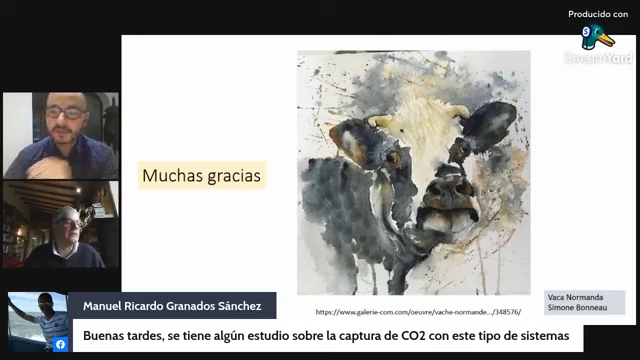 Producido con
StreamYard
Muchas gracias
Vaca Normanda
Simone Bonneau
https://www.galerie-com.com/oeuvre/vache-normande.../348576/
Manuel Ricardo Granados Sánchez
Buenas tardes, se tiene algún estudio sobre la captura de CO2 con este tipo de sistemas